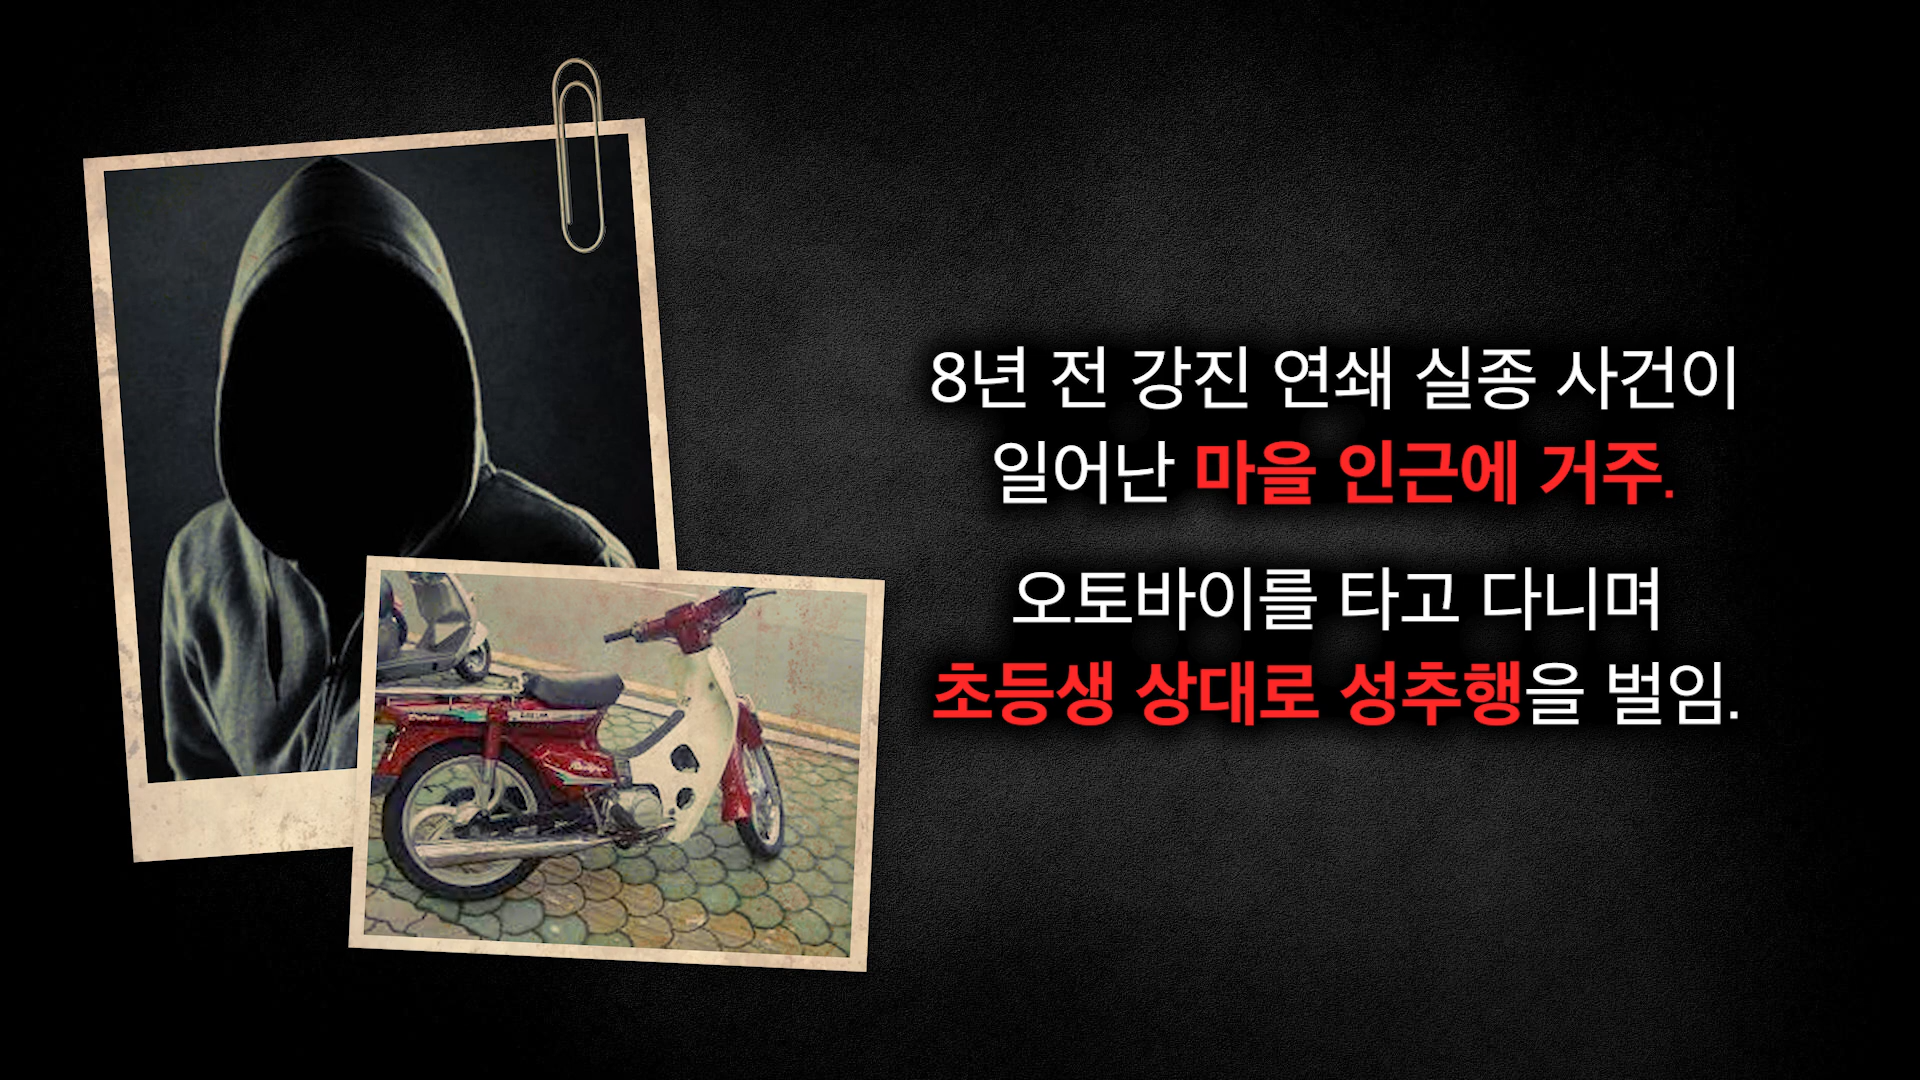 8년 전 강진 연쇄 실종 사건이
일어난 마을 인근에 거주.
오토바이를 타고 다니며
초등생 상대로 성추행을 벌임.